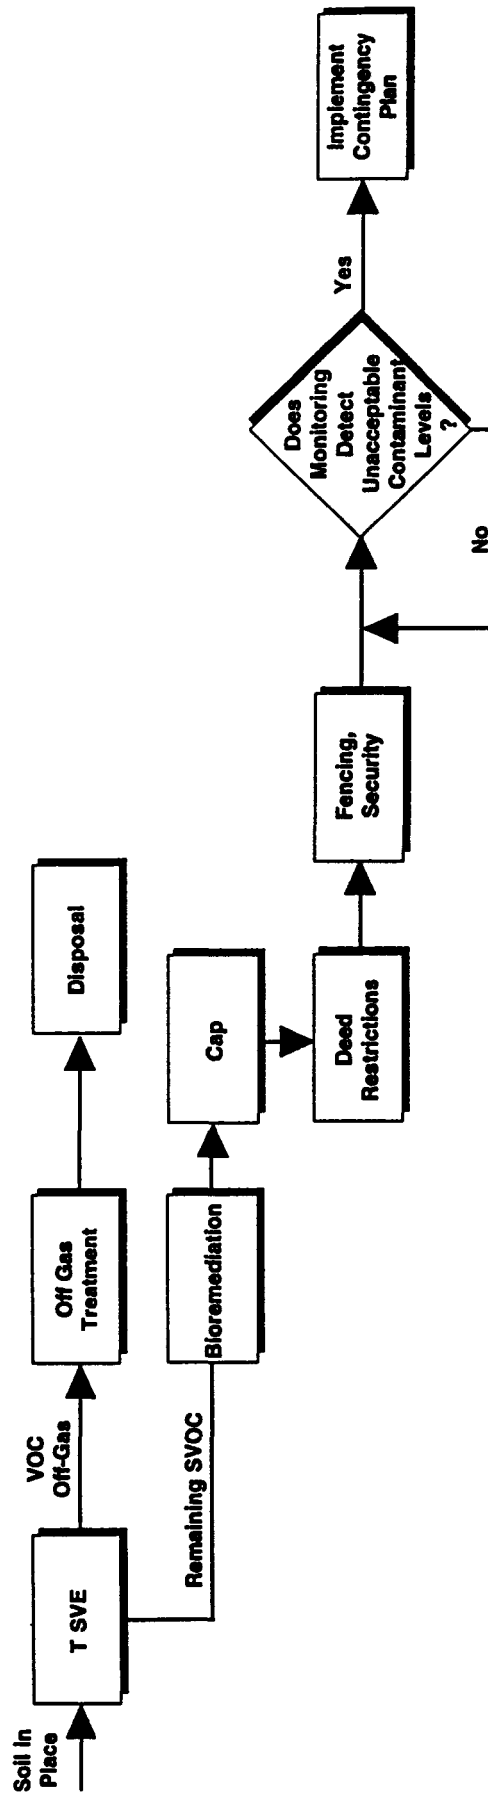 Soil in
Place
T SVE
VOC
Off-Gas
Off Gas
Treatment
Disposal
Remaining SVOC
Bioremediation
Cap
Deed
Restrictions
Fencing,
Security
Does
Monitoring
Detect
Unacceptable
Contaminant
Levels
?
Yes
No
Implement
Contingency
Plan